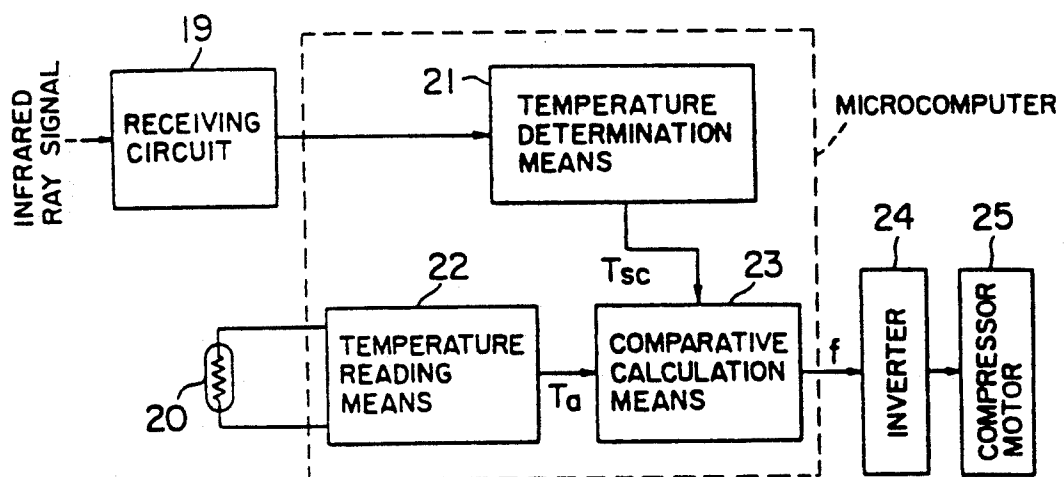 19
INFRARED
RAY SIGNAL
RECEIVING
CIRCUIT
21
TEMPERATURE
DETERMINATION
MEANS
MICROCOMPUTER
Tsc
20
22
TEMPERATURE
READING
MEANS
Ta
23
COMPARATIVE
CALCULATION
MEANS
f
24
INVERTER
25
COMPRESSOR
MOTOR